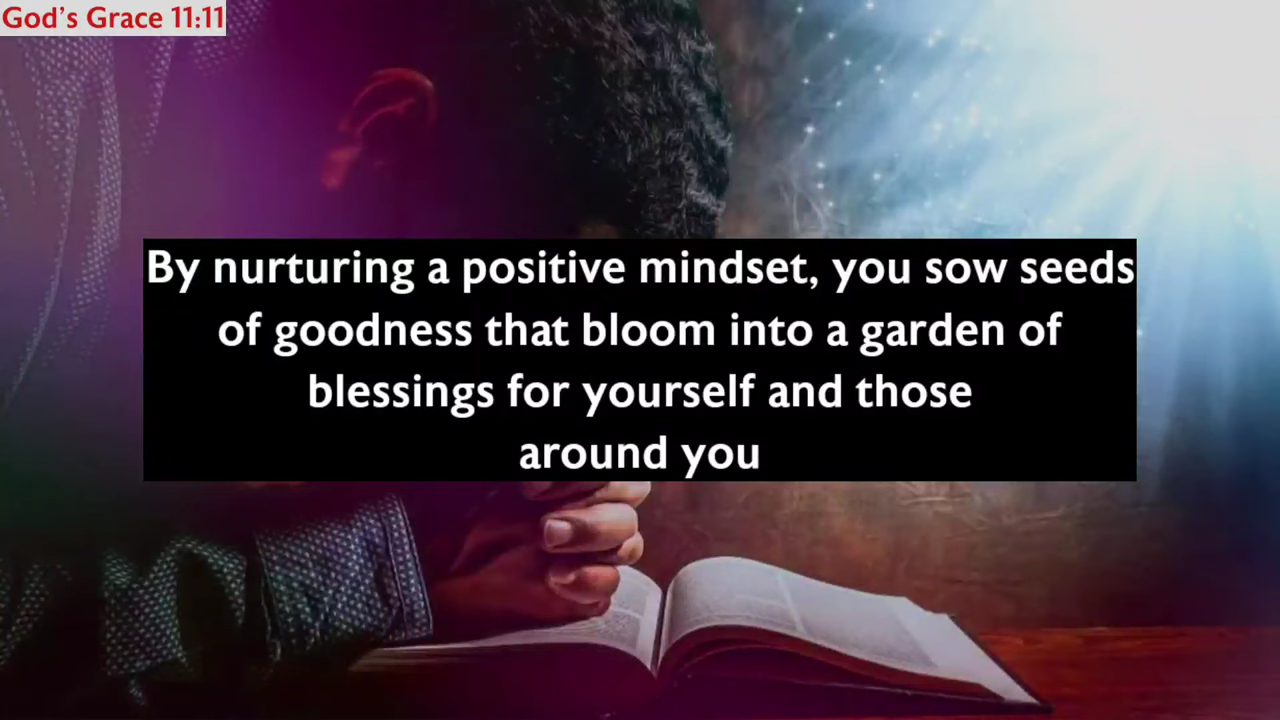 God's Grace 11:11
By nurturing a positive mindset, you sow seeds
of goodness that bloom into a garden of
blessings for yourself and those
around you